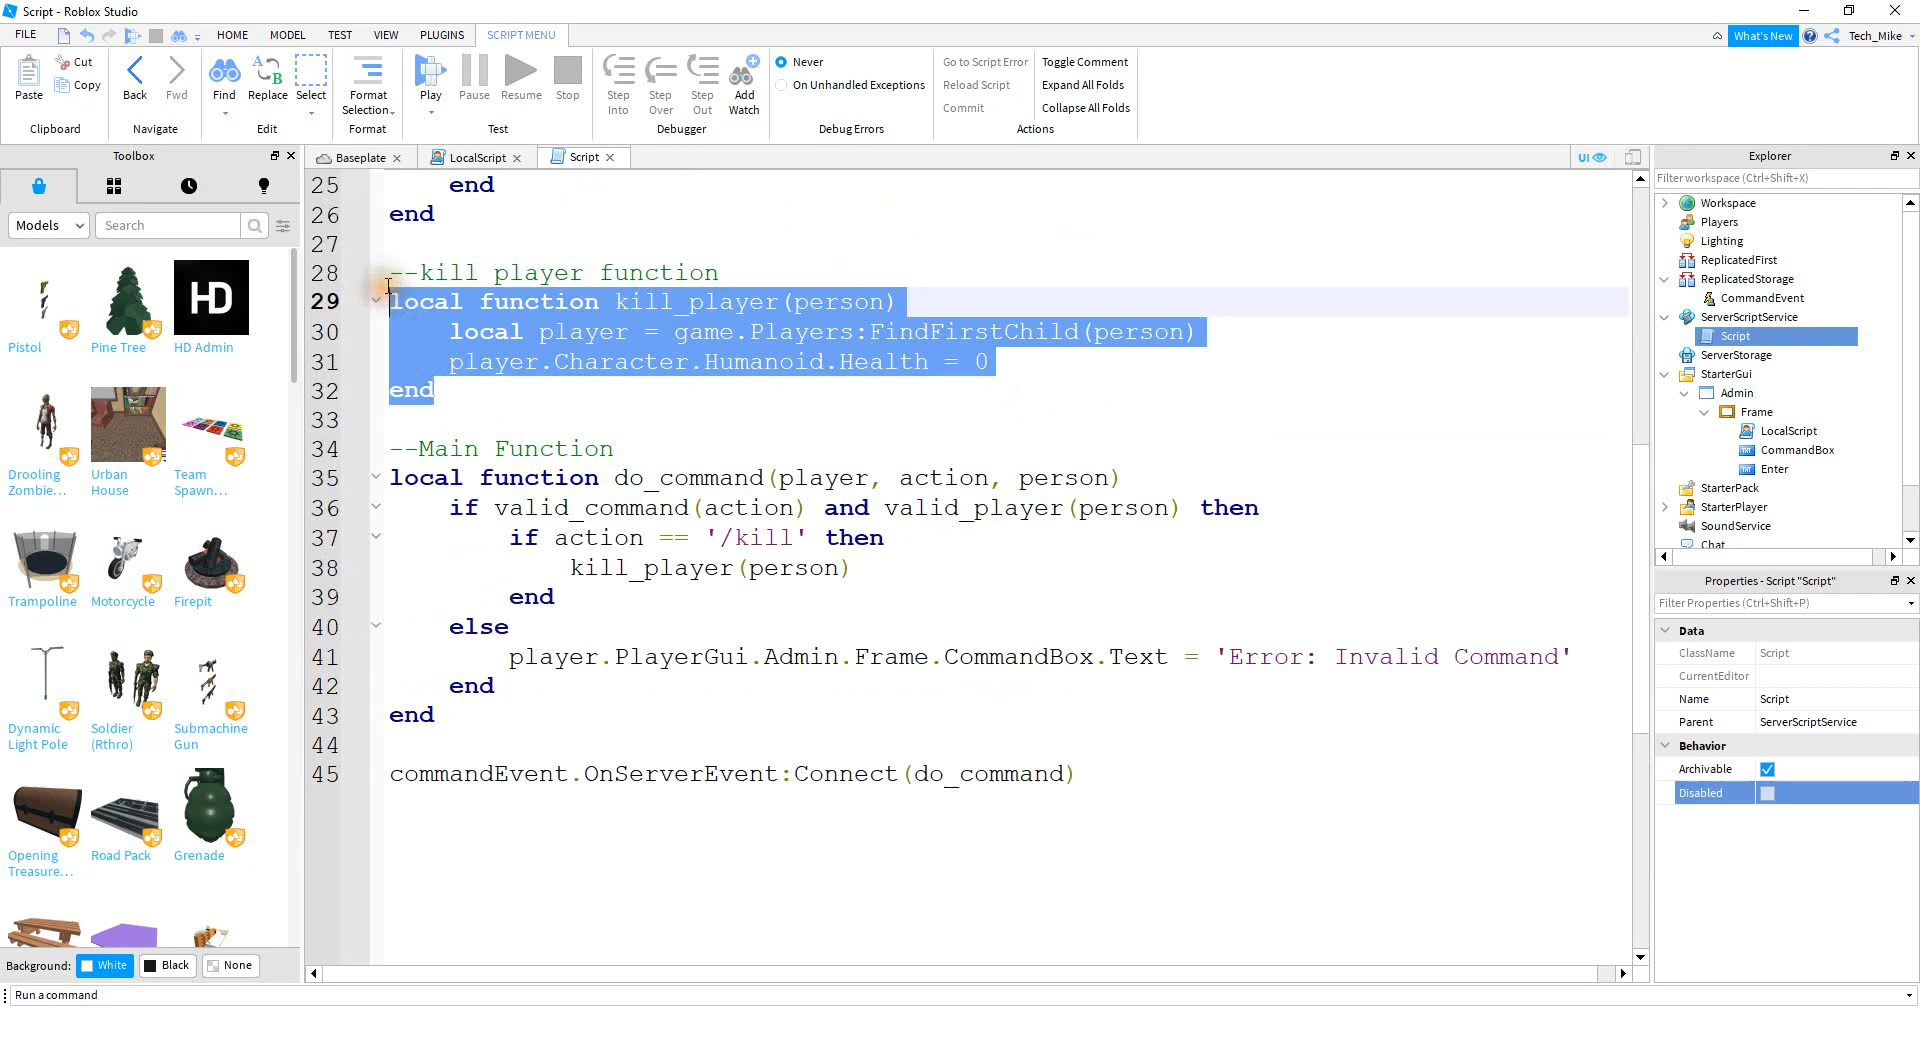 Script - Roblox Studio
FILE
HOME
MODEL
TEST
VIEW
PLUGINS
SCRIPT MENU
What's New
Tech_Mike
Paste
Cut
Copy
Clipboard
Back
Fwd
Navigate
Find
Replace
Select
Edit
Format
Selection
Format
Play
Pause
Resume
Stop
Test
Step
Into
Step
Over
Step
Out
Add
Watch
Debugger
Never
On Unhandled Exceptions
Debug Errors
Go to Script Error
Reload Script
Commit
Toggle Comment
Expand All Folds
Collapse All Folds
Actions
Toolbox
Models
Search
Pistol
Pine Tree
HD
HD Admin
Drooling
Zombie...
Urban
House
Team
Spawn...
Trampoline
Motorcycle
Firepit
Dynamic
Light Pole
Soldier
(Rthro)
Submachine
Gun
Opening
Treasure...
Road Pack
Grenade
Background:
White
Black
None
Run a command
Baseplate
LocalScript
Script
UI
25 end
26 end
27
28 --kill player function
29 local function kill_player(person)
30 local player = game.Players:FindFirstChild(person)
31 player.Character.Humanoid.Health = 0
32 end
33
34 --Main Function
35 local function do_command(player, action, person)
36 if valid_command(action) and valid_player(person) then
37 if action == '/kill' then
38 kill_player(person)
39 end
40 else
41 player.PlayerGui.Admin.Frame.CommandBox.Text = 'Error: Invalid Command'
42 end
43 end
44
45 commandEvent.OnServerEvent:Connect(do_command)
Explorer
Filter workspace (Ctrl+Shift+X)
Workspace
Players
Lighting
ReplicatedFirst
ReplicatedStorage
CommandEvent
ServerScriptService
Script
ServerStorage
StarterGui
Admin
Frame
LocalScript
CommandBox
Enter
StarterPack
StarterPlayer
SoundService
Chat
Properties - Script "Script"
Filter Properties (Ctrl+Shift+P)
Data
ClassName Script
CurrentEditor
Name Script
Parent ServerScriptService
Behavior
Archivable
Disabled